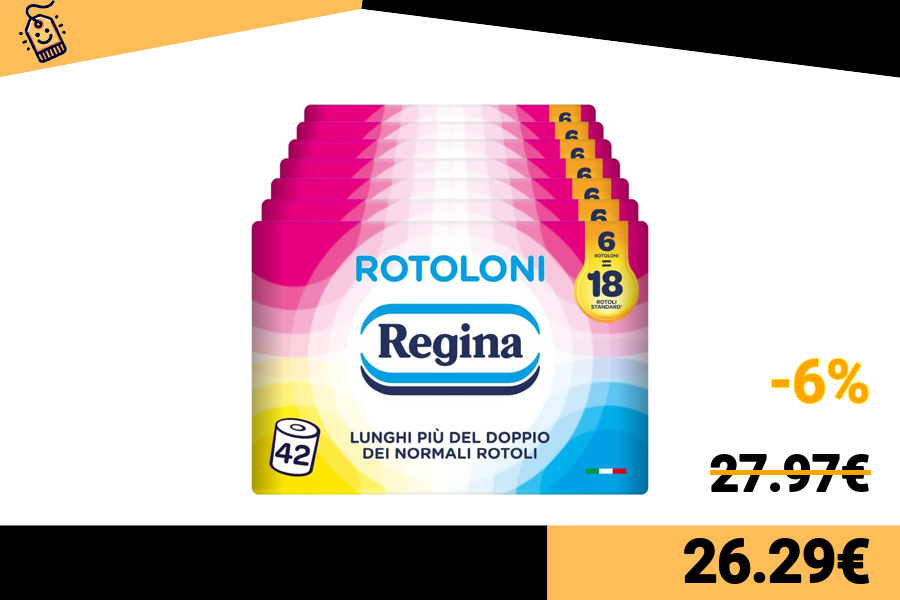 6
6
6
6
6
6
6
ROTOLONI
=
18
ROTOLI
STANDARD*
ROTOLONI
Regina
42
LUNGHI PIÙ DEL DOPPIO
DEI NORMALI ROTOLI
-6%
27.97€
26.29€